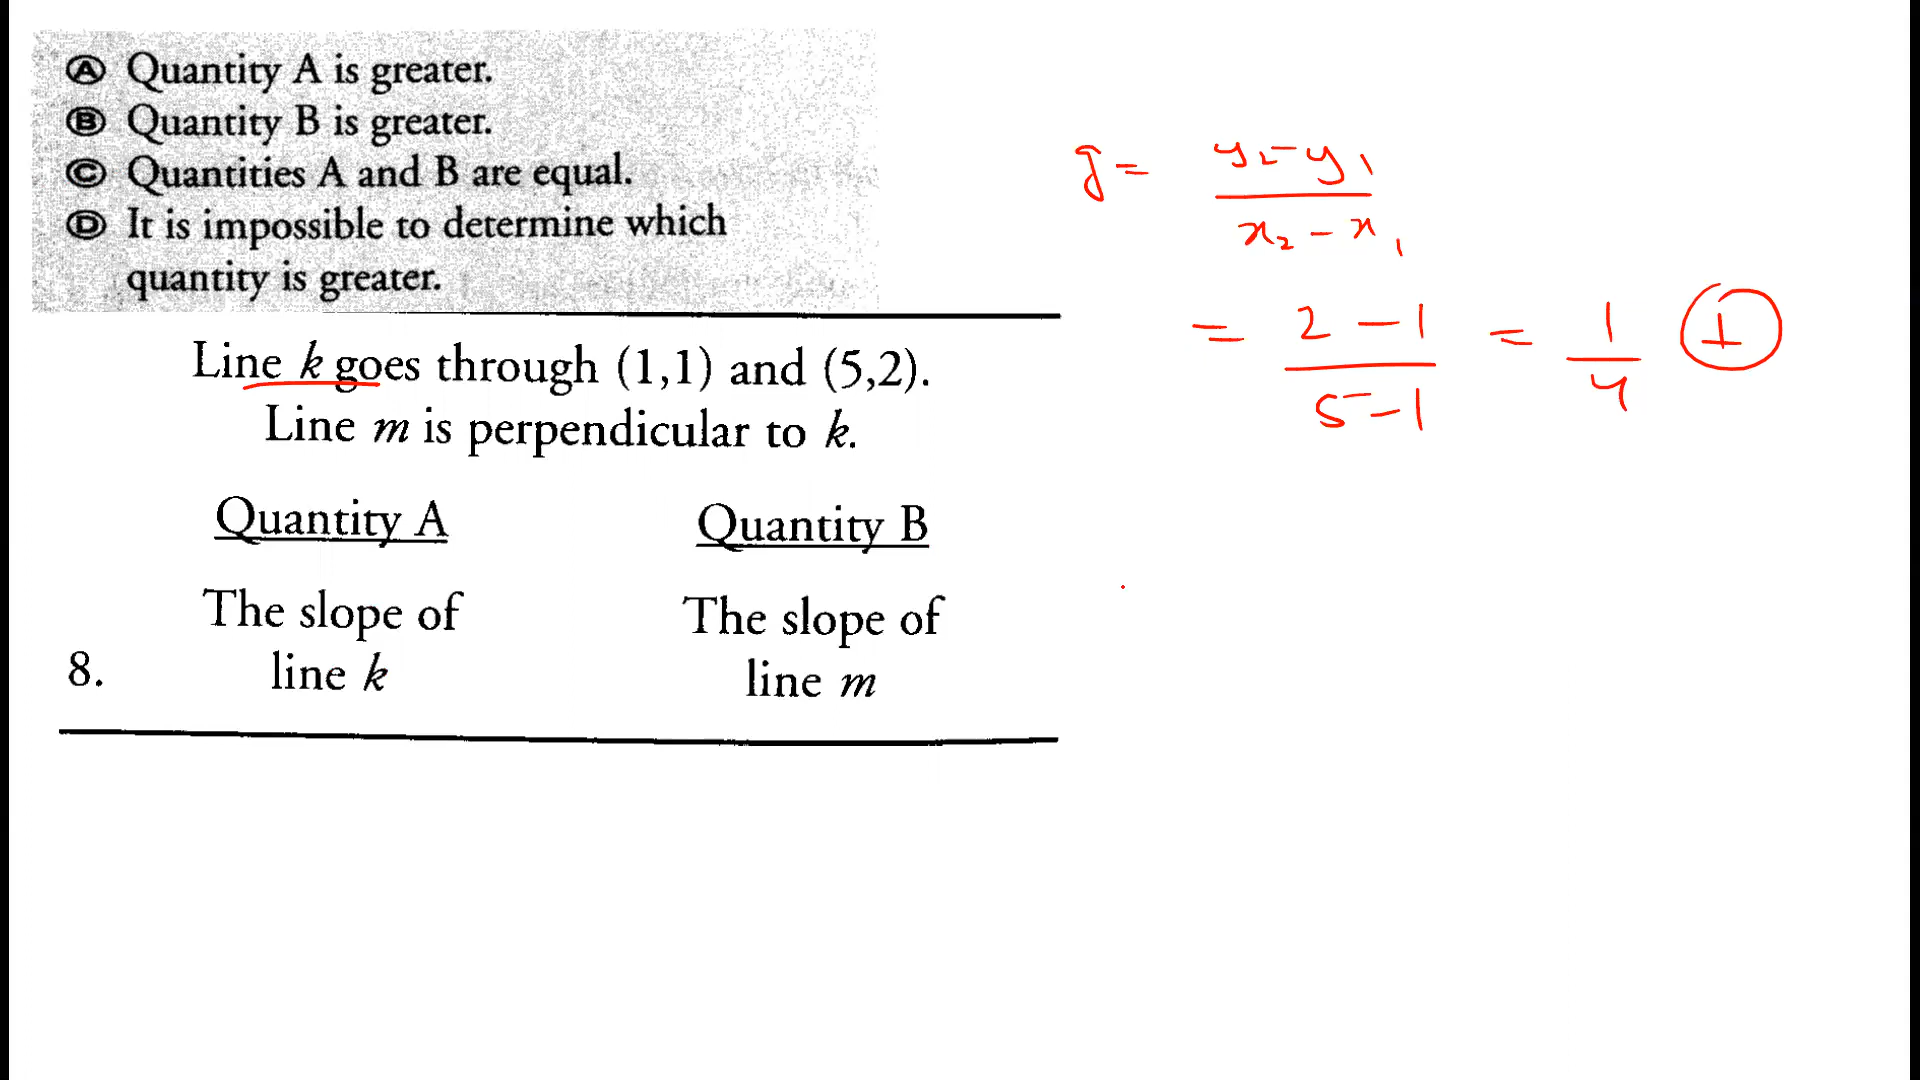 Ⓐ Quantity A is greater.
Ⓑ Quantity B is greater.
Ⓒ Quantities A and B are equal.
Ⓓ It is impossible to determine which
quantity is greater.
Line k goes through (1,1) and (5,2).
Line m is perpendicular to k.
Quantity A
Quantity B
The slope of
line k
The slope of
line m
8.
g = y₂ - y₁ / x₂ - x₁
= 2 - 1 / 5 - 1 = 1 / 4 +